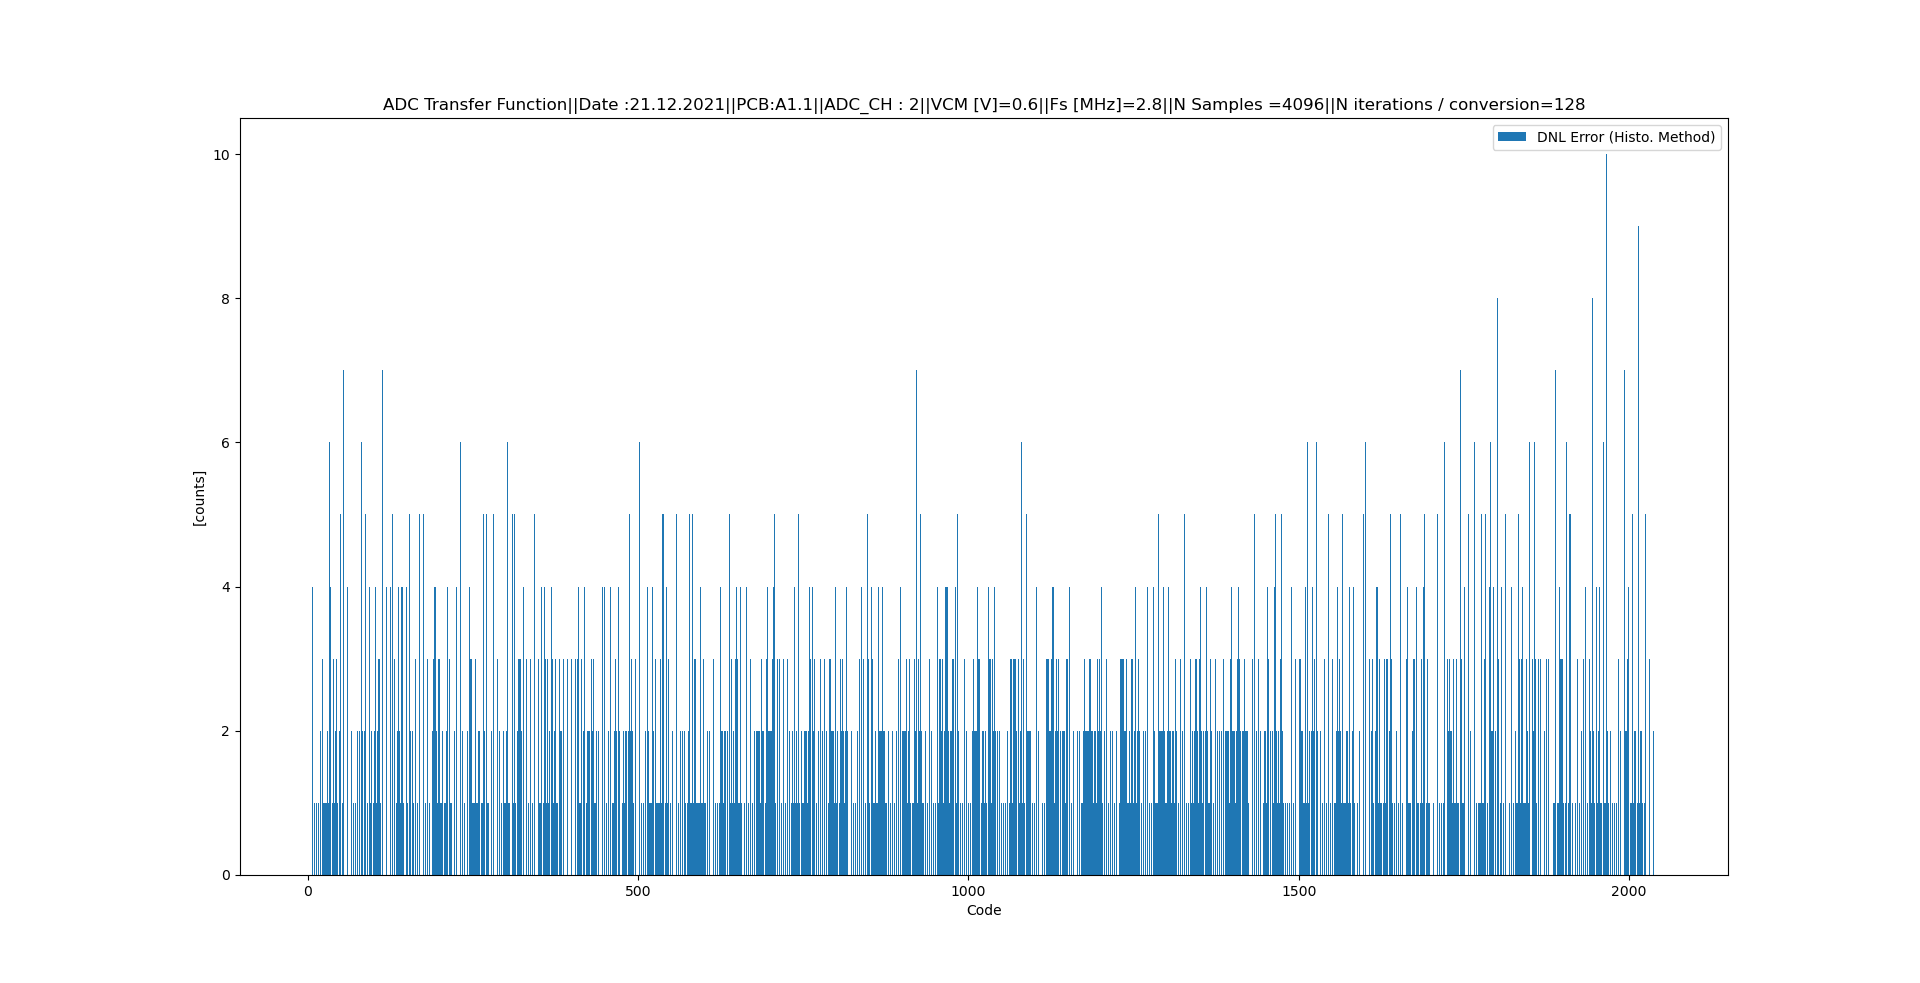 ADC Transfer Function||Date :21.12.2021||PCB:A1.1||ADC_CH : 2||VCM [V]=0.6||Fs [MHz]=2.8||N Samples =4096||N iterations / conversion=128
DNL Error (Histo. Method)
10
8
6
4
2
0
[counts]
0 500 1000 1500 2000
Code